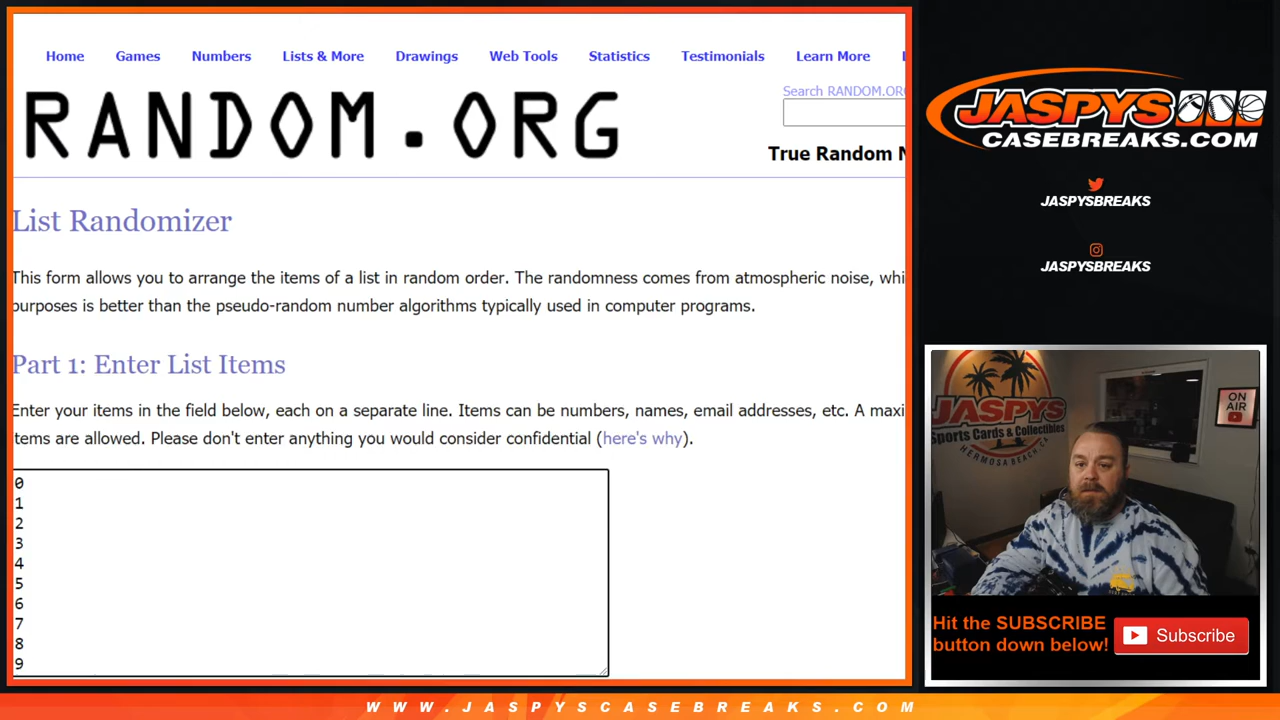 Home Games Numbers Lists & More Drawings Web Tools Statistics Testimonials Learn More
RANDOM.ORG
Search RANDOM.ORG
True Random N
List Randomizer
This form allows you to arrange the items of a list in random order. The randomness comes from atmospheric noise, whi
purposes is better than the pseudo-random number algorithms typically used in computer programs.
Part 1: Enter List Items
Enter your items in the field below, each on a separate line. Items can be numbers, names, email addresses, etc. A maxi
items are allowed. Please don't enter anything you would consider confidential (here's why).
0
1
2
3
4
5
6
7
8
9
JASPYS
CASEBREAKS.COM
JASPYSBREAKS
JASPYSBREAKS
JASPYS
Sports Cards & Collectibles
HERMOSA BEACH, CA
ON
AIR
Hit the SUBSCRIBE
button down below!
Subscribe
WWW.JASPYSCASEBREAKS.COM